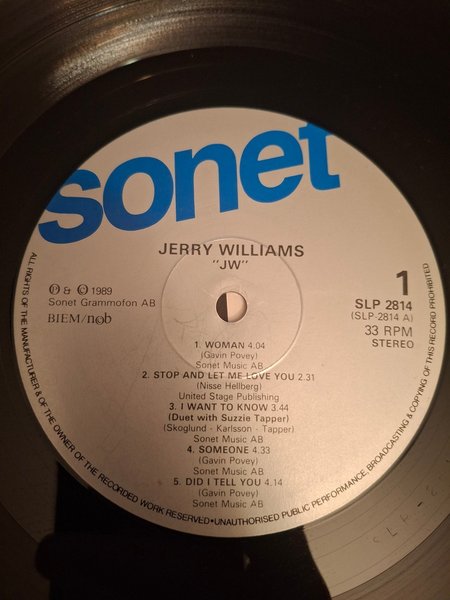 sonet
JERRY WILLIAMS
"JW"
Ⓟ & © 1989
Sonet Grammofon AB
BIEM/n©b
1
SLP 2814
(SLP-2814 A)
33 RPM
STEREO
1. WOMAN 4.04
(Gavin Povey)
Sonet Music AB
2. STOP AND LET ME LOVE YOU 2.31
(Nisse Hellberg)
United Stage Publishing
3. I WANT TO KNOW 3.44
(Duet with Suzzie Tapper)
(Skoglund - Karlsson - Tapper)
Sonet Music AB
4. SOMEONE 4.33
(Gavin Povey)
Sonet Music AB
5. DID I TELL YOU 4.14
(Gavin Povey)
Sonet Music AB
ALL RIGHTS OF THE MANUFACTURER & OF THE OWNER OF THE RECORDED WORK RESERVED•UNAUTHORISED PUBLIC PERFORMANCE, BROADCASTING & COPYING OF THIS RECORD PROHIBITED